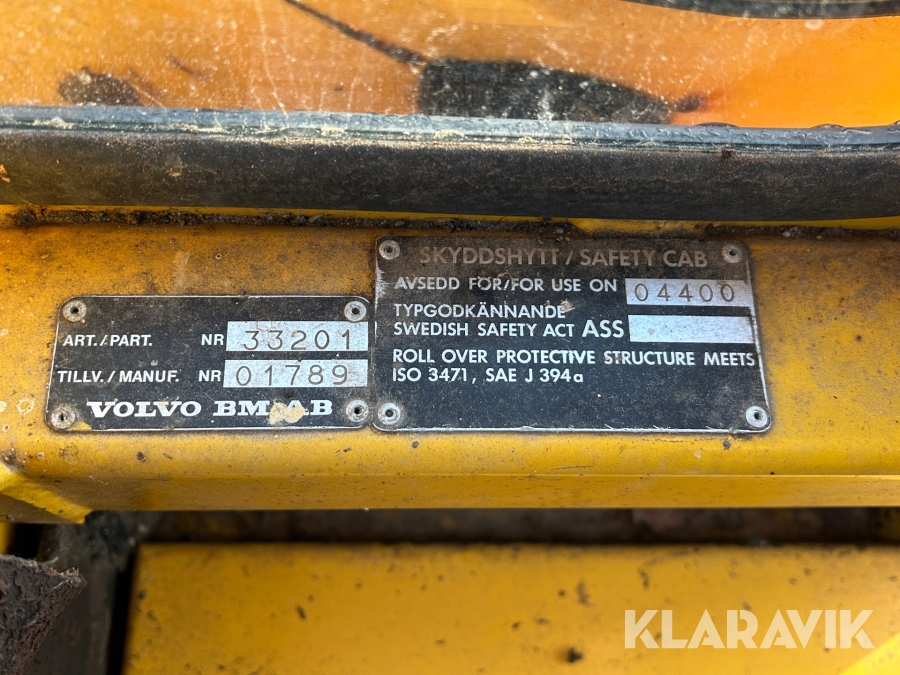 ART./PART. NR 33201
TILLV./MANUF. NR 01789
VOLVO BM AB
SKYDDSHYTT / SAFETY CAB
AVSEDD FÖR/FOR USE ON 04400
TYPGODKÄNNANDE
SWEDISH SAFETY ACT ASS
ROLL OVER PROTECTIVE STRUCTURE MEETS
ISO 3471, SAE J 394a
KLARAVIK